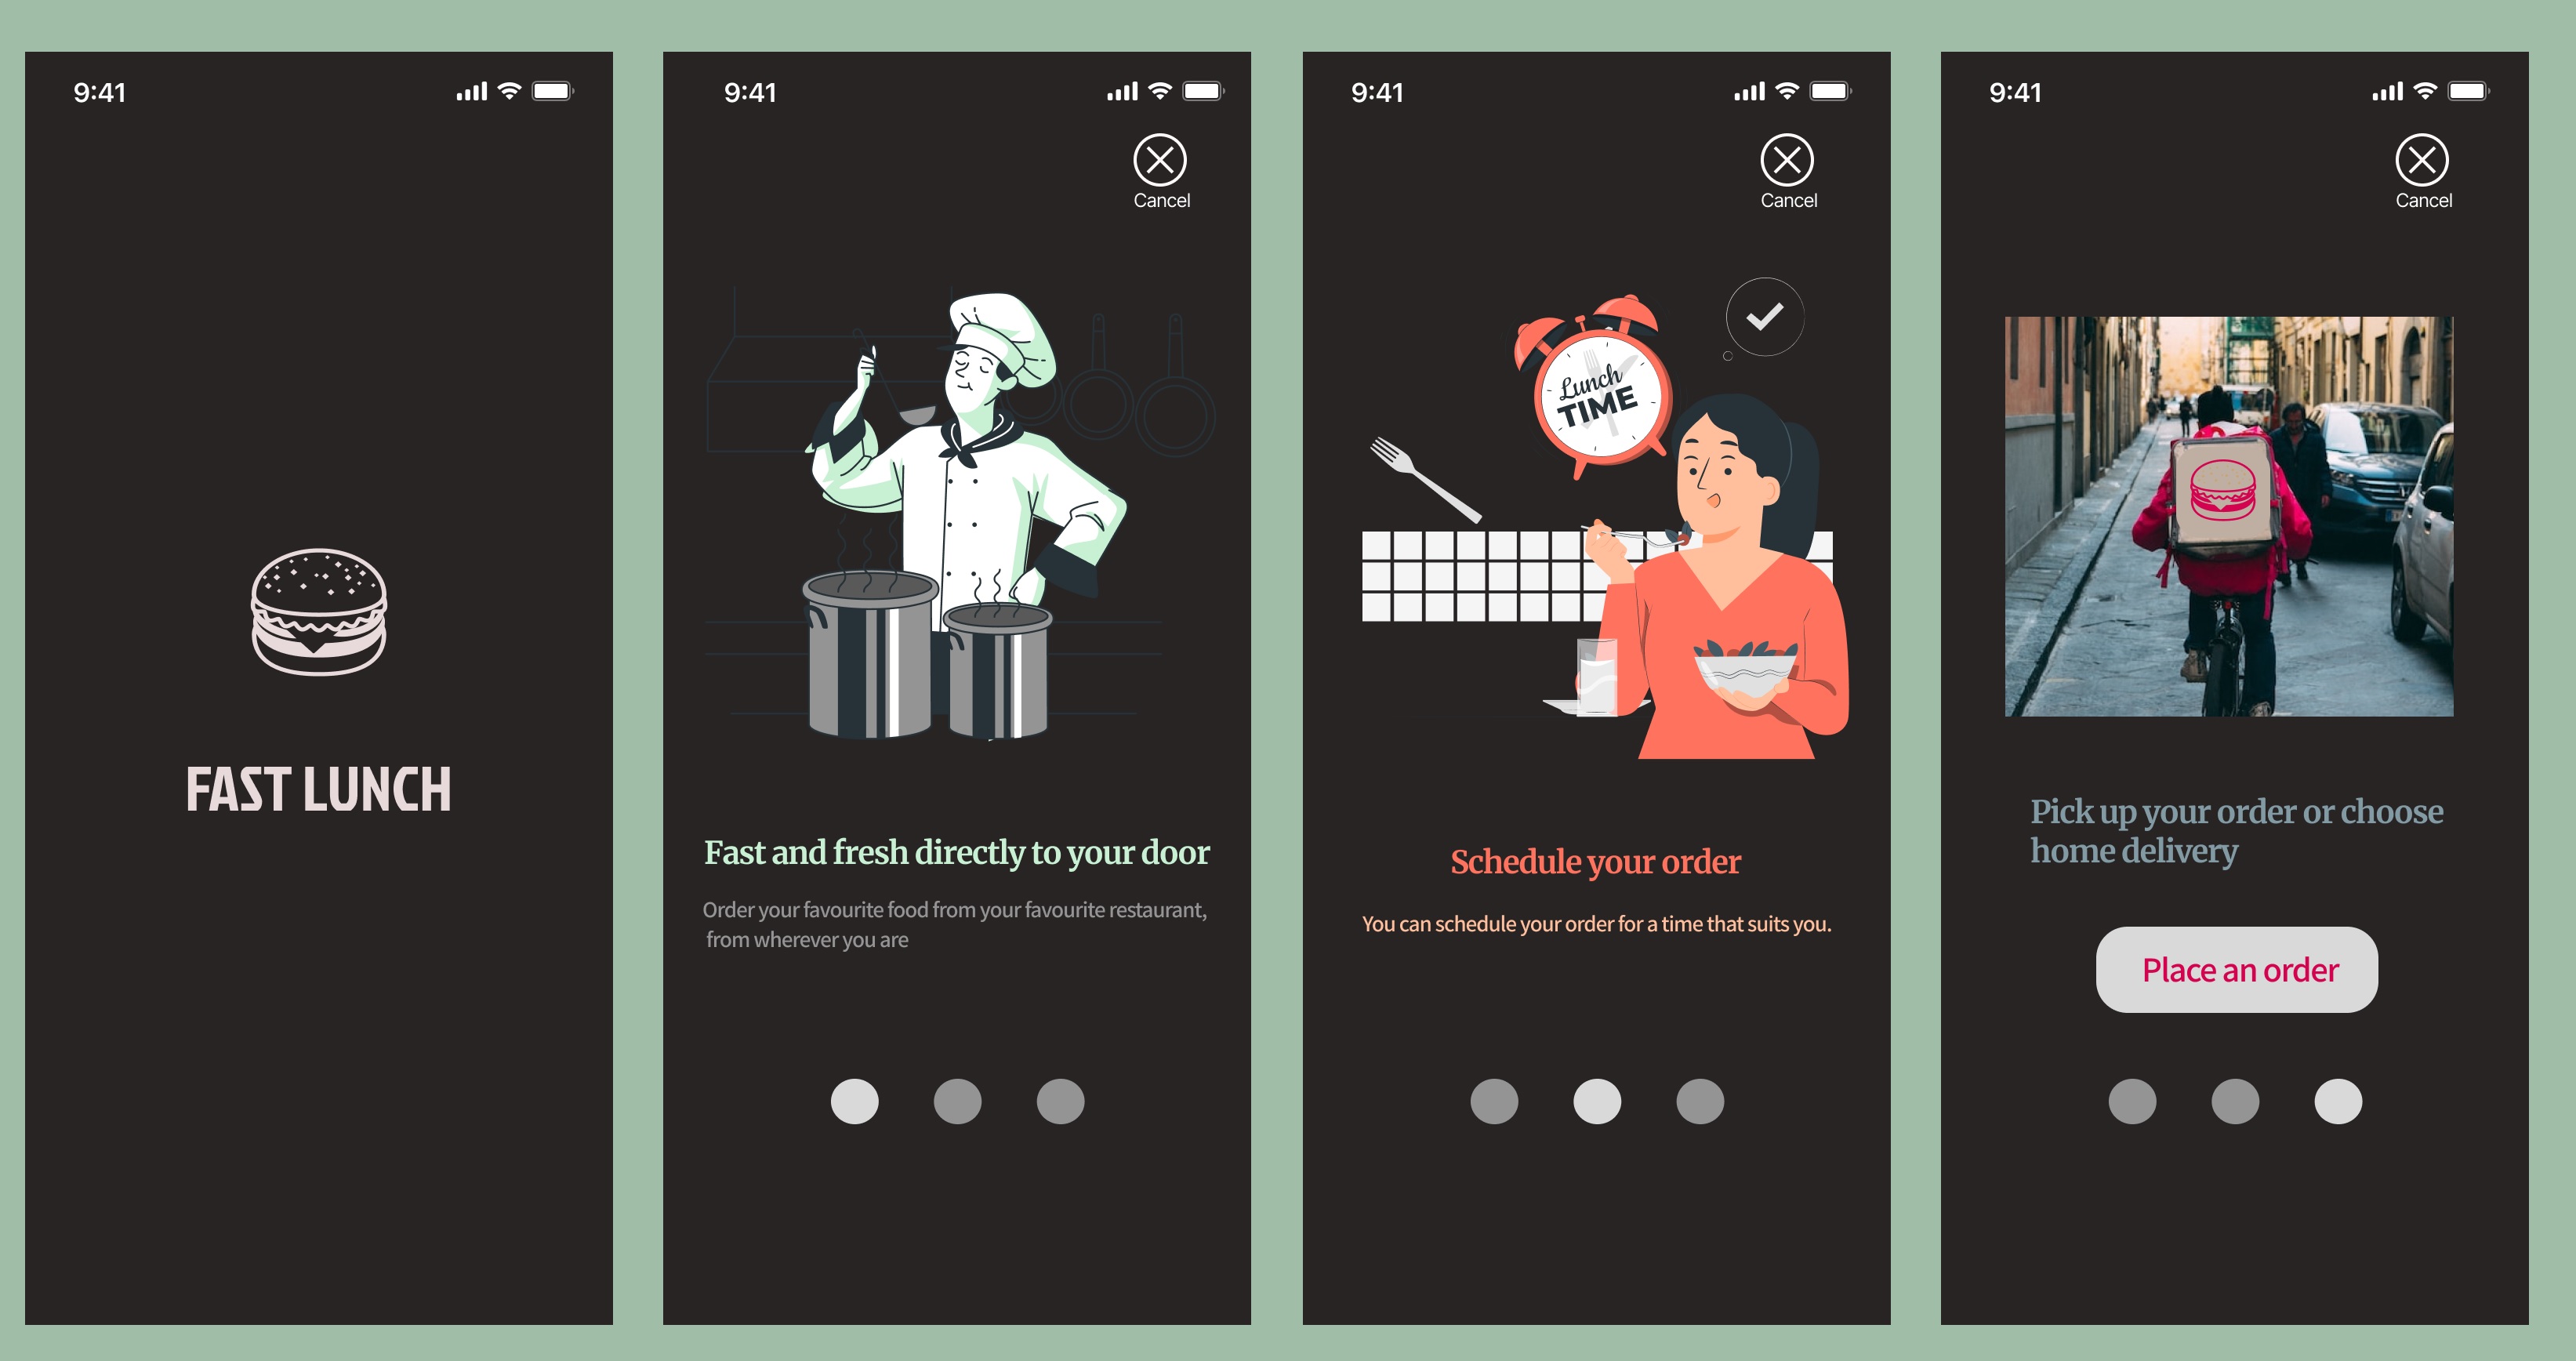 9:41
FAST LUNCH
9:41
Cancel
Fast and fresh directly to your door
Order your favourite food from your favourite restaurant,
from wherever you are
9:41
Cancel
Lunch
TIME
Schedule your order
You can schedule your order for a time that suits you.
9:41
Cancel
Pick up your order or choose
home delivery
Place an order